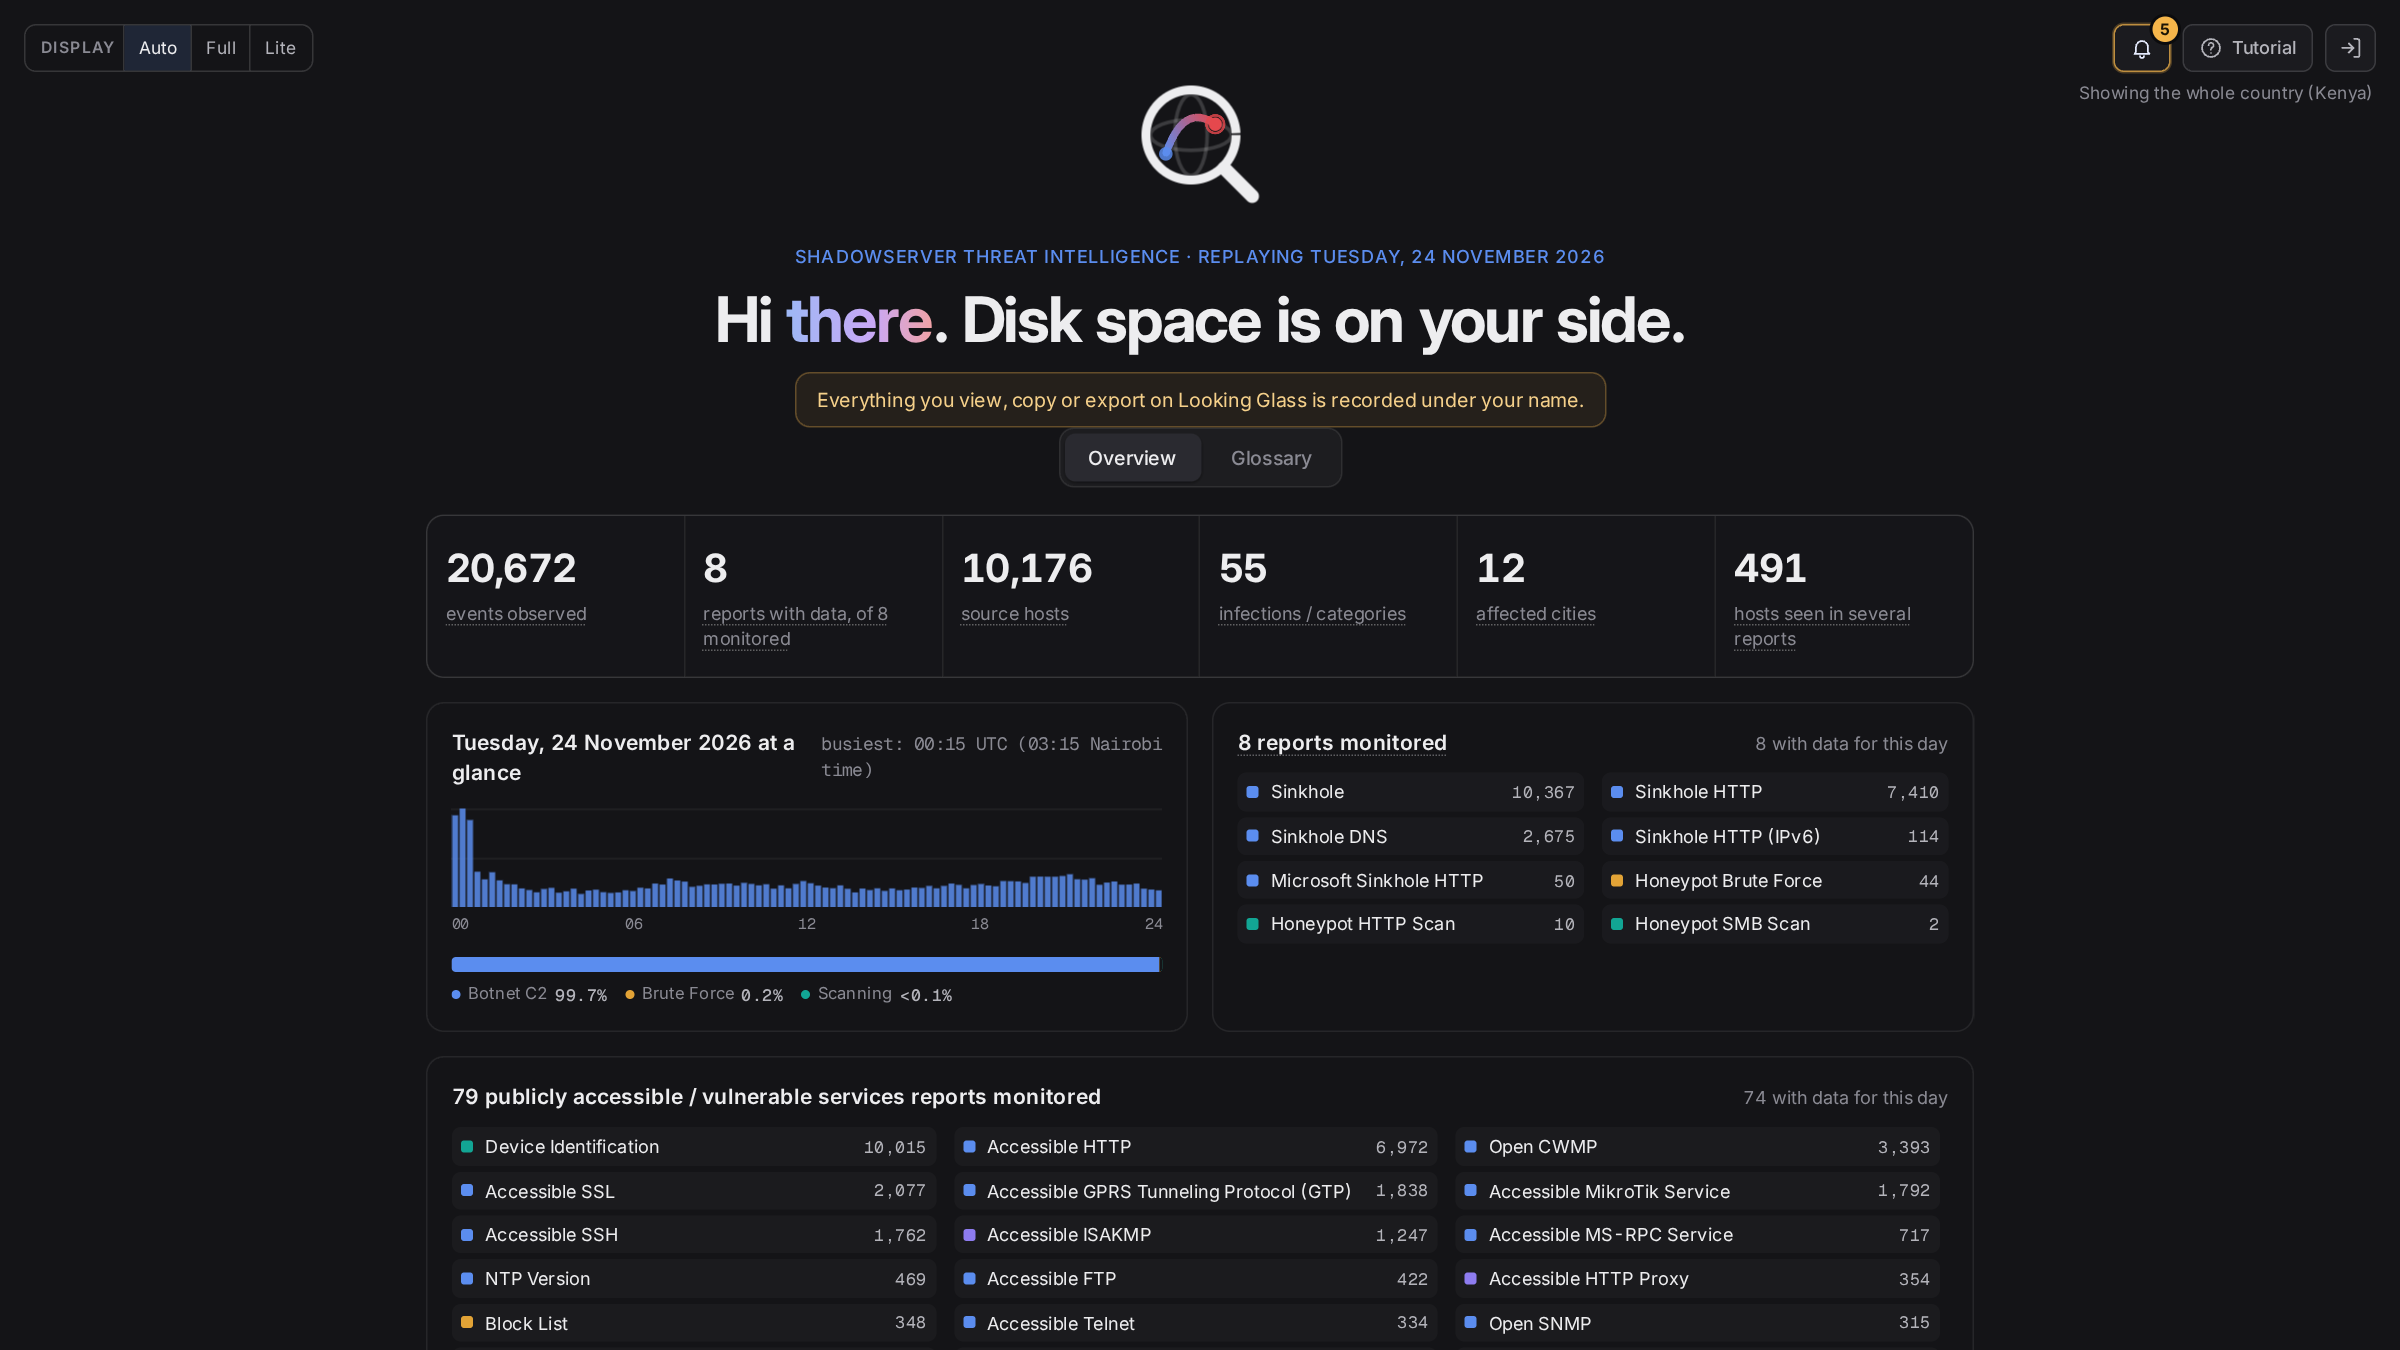 DISPLAY Auto Full Lite
5
Tutorial
Showing the whole country (Kenya)
SHADOWSERVER THREAT INTELLIGENCE · REPLAYING TUESDAY, 24 NOVEMBER 2026
Hi there. Disk space is on your side.
Everything you view, copy or export on Looking Glass is recorded under your name.
Overview Glossary
20,672
events observed
8
reports with data, of 8
monitored
10,176
source hosts
55
infections / categories
12
affected cities
491
hosts seen in several
reports
Tuesday, 24 November 2026 at a
glance
busiest: 00:15 UTC (03:15 Nairobi
time)
00 06 12 18 24
Botnet C2 99.7% Brute Force 0.2% Scanning <0.1%
8 reports monitored
8 with data for this day
Sinkhole 10,367
Sinkhole HTTP 7,410
Sinkhole DNS 2,675
Sinkhole HTTP (IPv6) 114
Microsoft Sinkhole HTTP 50
Honeypot Brute Force 44
Honeypot HTTP Scan 10
Honeypot SMB Scan 2
79 publicly accessible / vulnerable services reports monitored
74 with data for this day
Device Identification 10,015
Accessible HTTP 6,972
Open CWMP 3,393
Accessible SSL 2,077
Accessible GPRS Tunneling Protocol (GTP) 1,838
Accessible MikroTik Service 1,792
Accessible SSH 1,762
Accessible ISAKMP 1,247
Accessible MS-RPC Service 717
NTP Version 469
Accessible FTP 422
Accessible HTTP Proxy 354
Block List 348
Accessible Telnet 334
Open SNMP 315